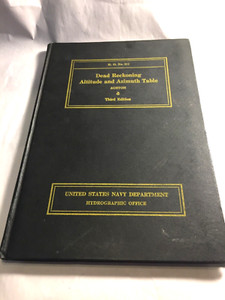 H. O. No. 211
Dead Reckoning
Altitude and Azimuth Table
AGETON
&
Third Edition
UNITED STATES NAVY DEPARTMENT
HYDROGRAPHIC OFFICE